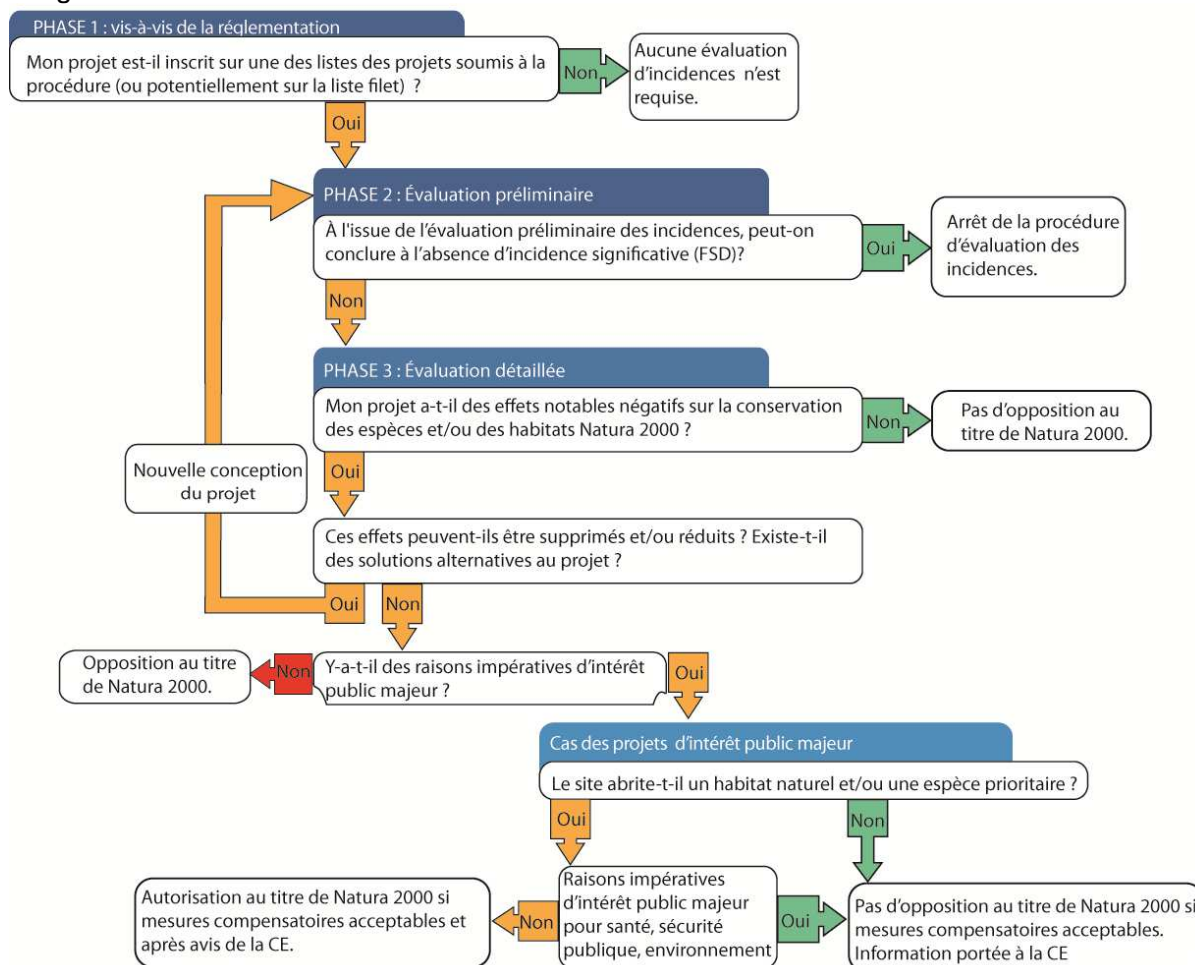 PHASE 1 : vis-à-vis de la réglementation
Mon projet est-il inscrit sur une des listes des projets soumis à la
procédure (ou potentiellement sur la liste filet) ?
Non
Aucune évaluation
d'incidences n'est
requise.
Oui
PHASE 2 : Évaluation préliminaire
À l'issue de l'évaluation préliminaire des incidences, peut-on
conclure à l'absence d'incidence significative (FSD)?
Oui
Arrêt de la procédure
d'évaluation des
incidences.
Non
PHASE 3 : Évaluation détaillée
Mon projet a-t-il des effets notables négatifs sur la conservation
des espèces et/ou des habitats Natura 2000 ?
Non
Pas d'opposition au
titre de Natura 2000.
Nouvelle conception
du projet
Oui
Ces effets peuvent-ils être supprimés et/ou réduits ? Existe-t-il
des solutions alternatives au projet ?
Oui
Non
Opposition au titre
de Natura 2000.
Non
Y-a-t-il des raisons impératives d'intérêt
public majeur ?
Oui
Cas des projets d'intérêt public majeur
Le site abrite-t-il un habitat naturel et/ou une espèce prioritaire ?
Oui
Non
Autorisation au titre de Natura 2000 si
mesures compensatoires acceptables et
après avis de la CE.
Non
Raisons impératives
d'intérêt public majeur
pour santé, sécurité
publique, environnement
Oui
Pas d'opposition au titre de Natura 2000 si
mesures compensatoires acceptables.
Information portée à la CE